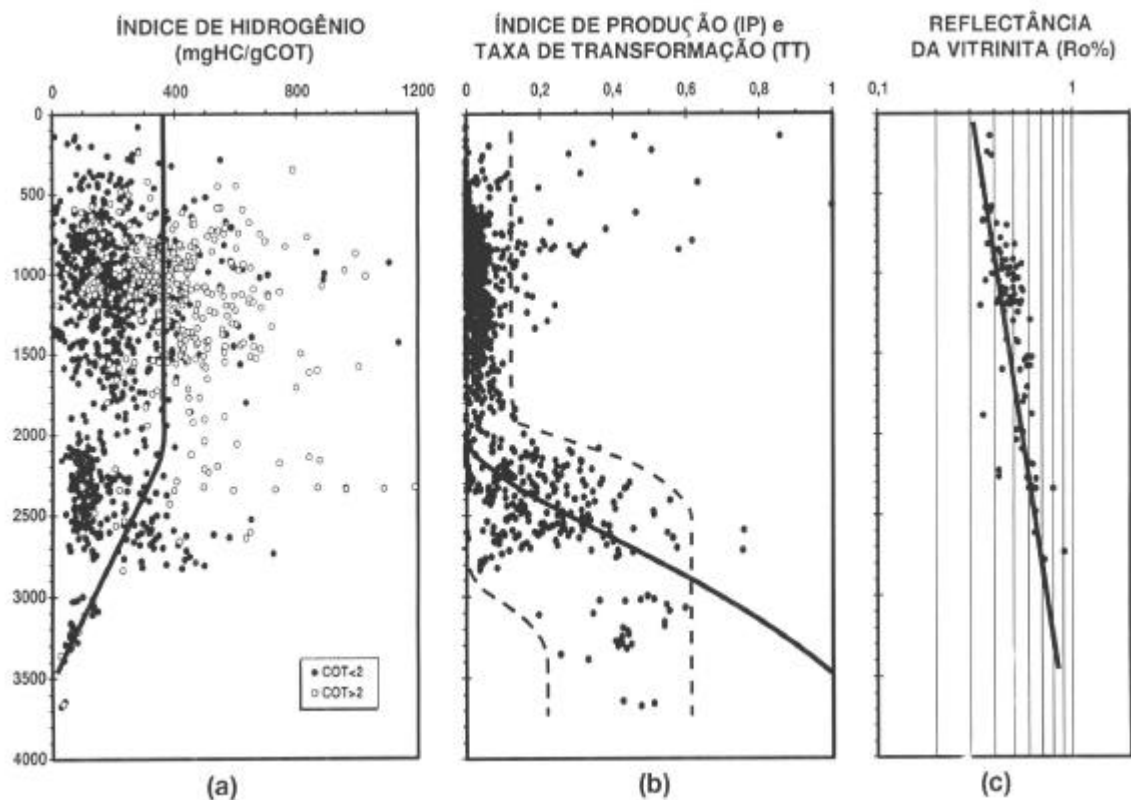 ÍNDICE DE HIDROGÊNIO
(mgHC/gCOT)
0 400 800 1200
0
500
1000
1500
2000
2500
3000
3500
4000
COT<2
COT>2
(a)
ÍNDICE DE PRODUÇÃO (IP) e
TAXA DE TRANSFORMAÇÃO (TT)
0 0,2 0,4 0,6 0,8 1
(b)
REFLECTÂNCIA
DA VITRINITA (Ro%)
0,1 1
(c)